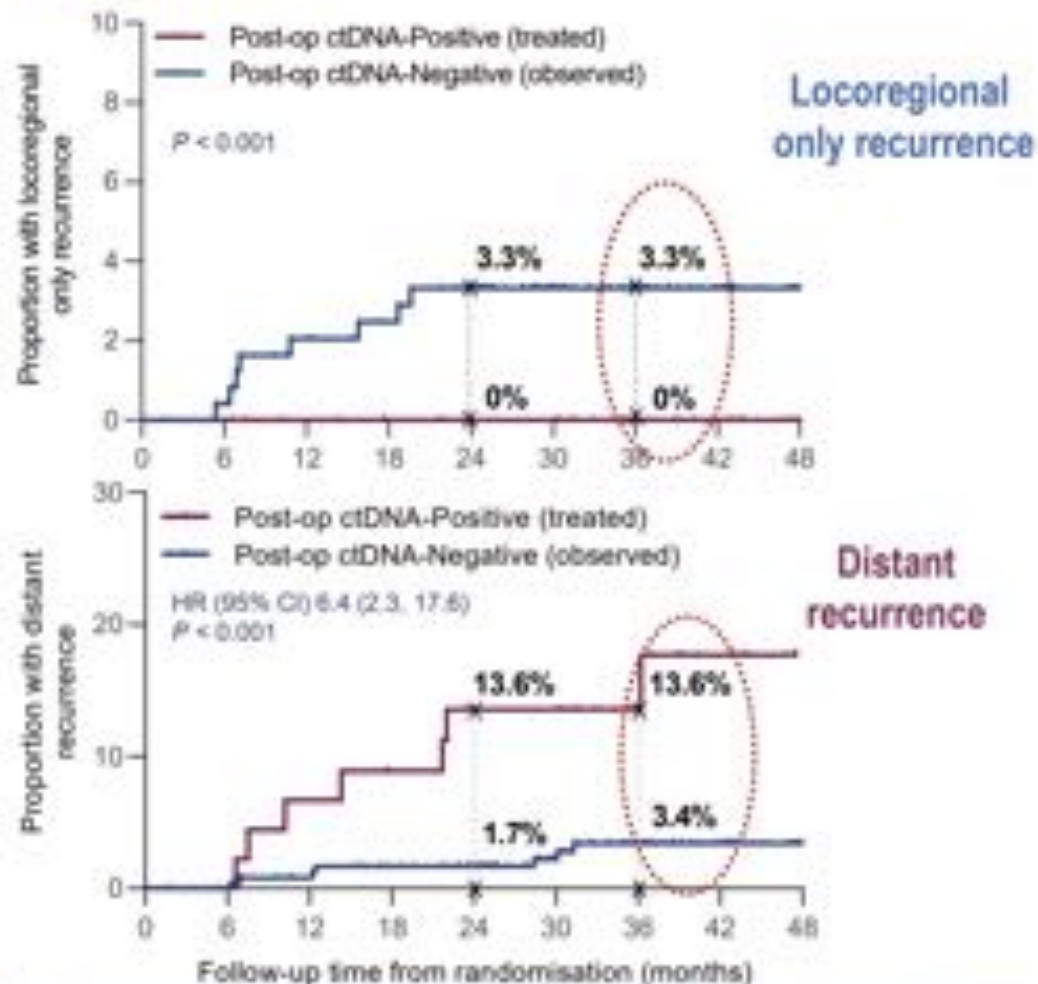 10
8
6
4
2
0
Proportion with locoregional
only recurrence
Post-op ctDNA-Positive (treated)
Post-op ctDNA-Negative (observed)
P < 0.001
Locoregional
only recurrence
3.3%
3.3%
0%
0%
0 6 12 18 24 30 36 42 48
30
20
10
0
Proportion with distant
recurrence
Post-op ctDNA-Positive (treated)
Post-op ctDNA-Negative (observed)
HR (95% CI) 6.4 (2.3, 17.6)
P < 0.001
Distant
recurrence
13.6%
13.6%
1.7%
3.4%
0 6 12 18 24 30 36 42 48
Follow-up time from randomisation (months)